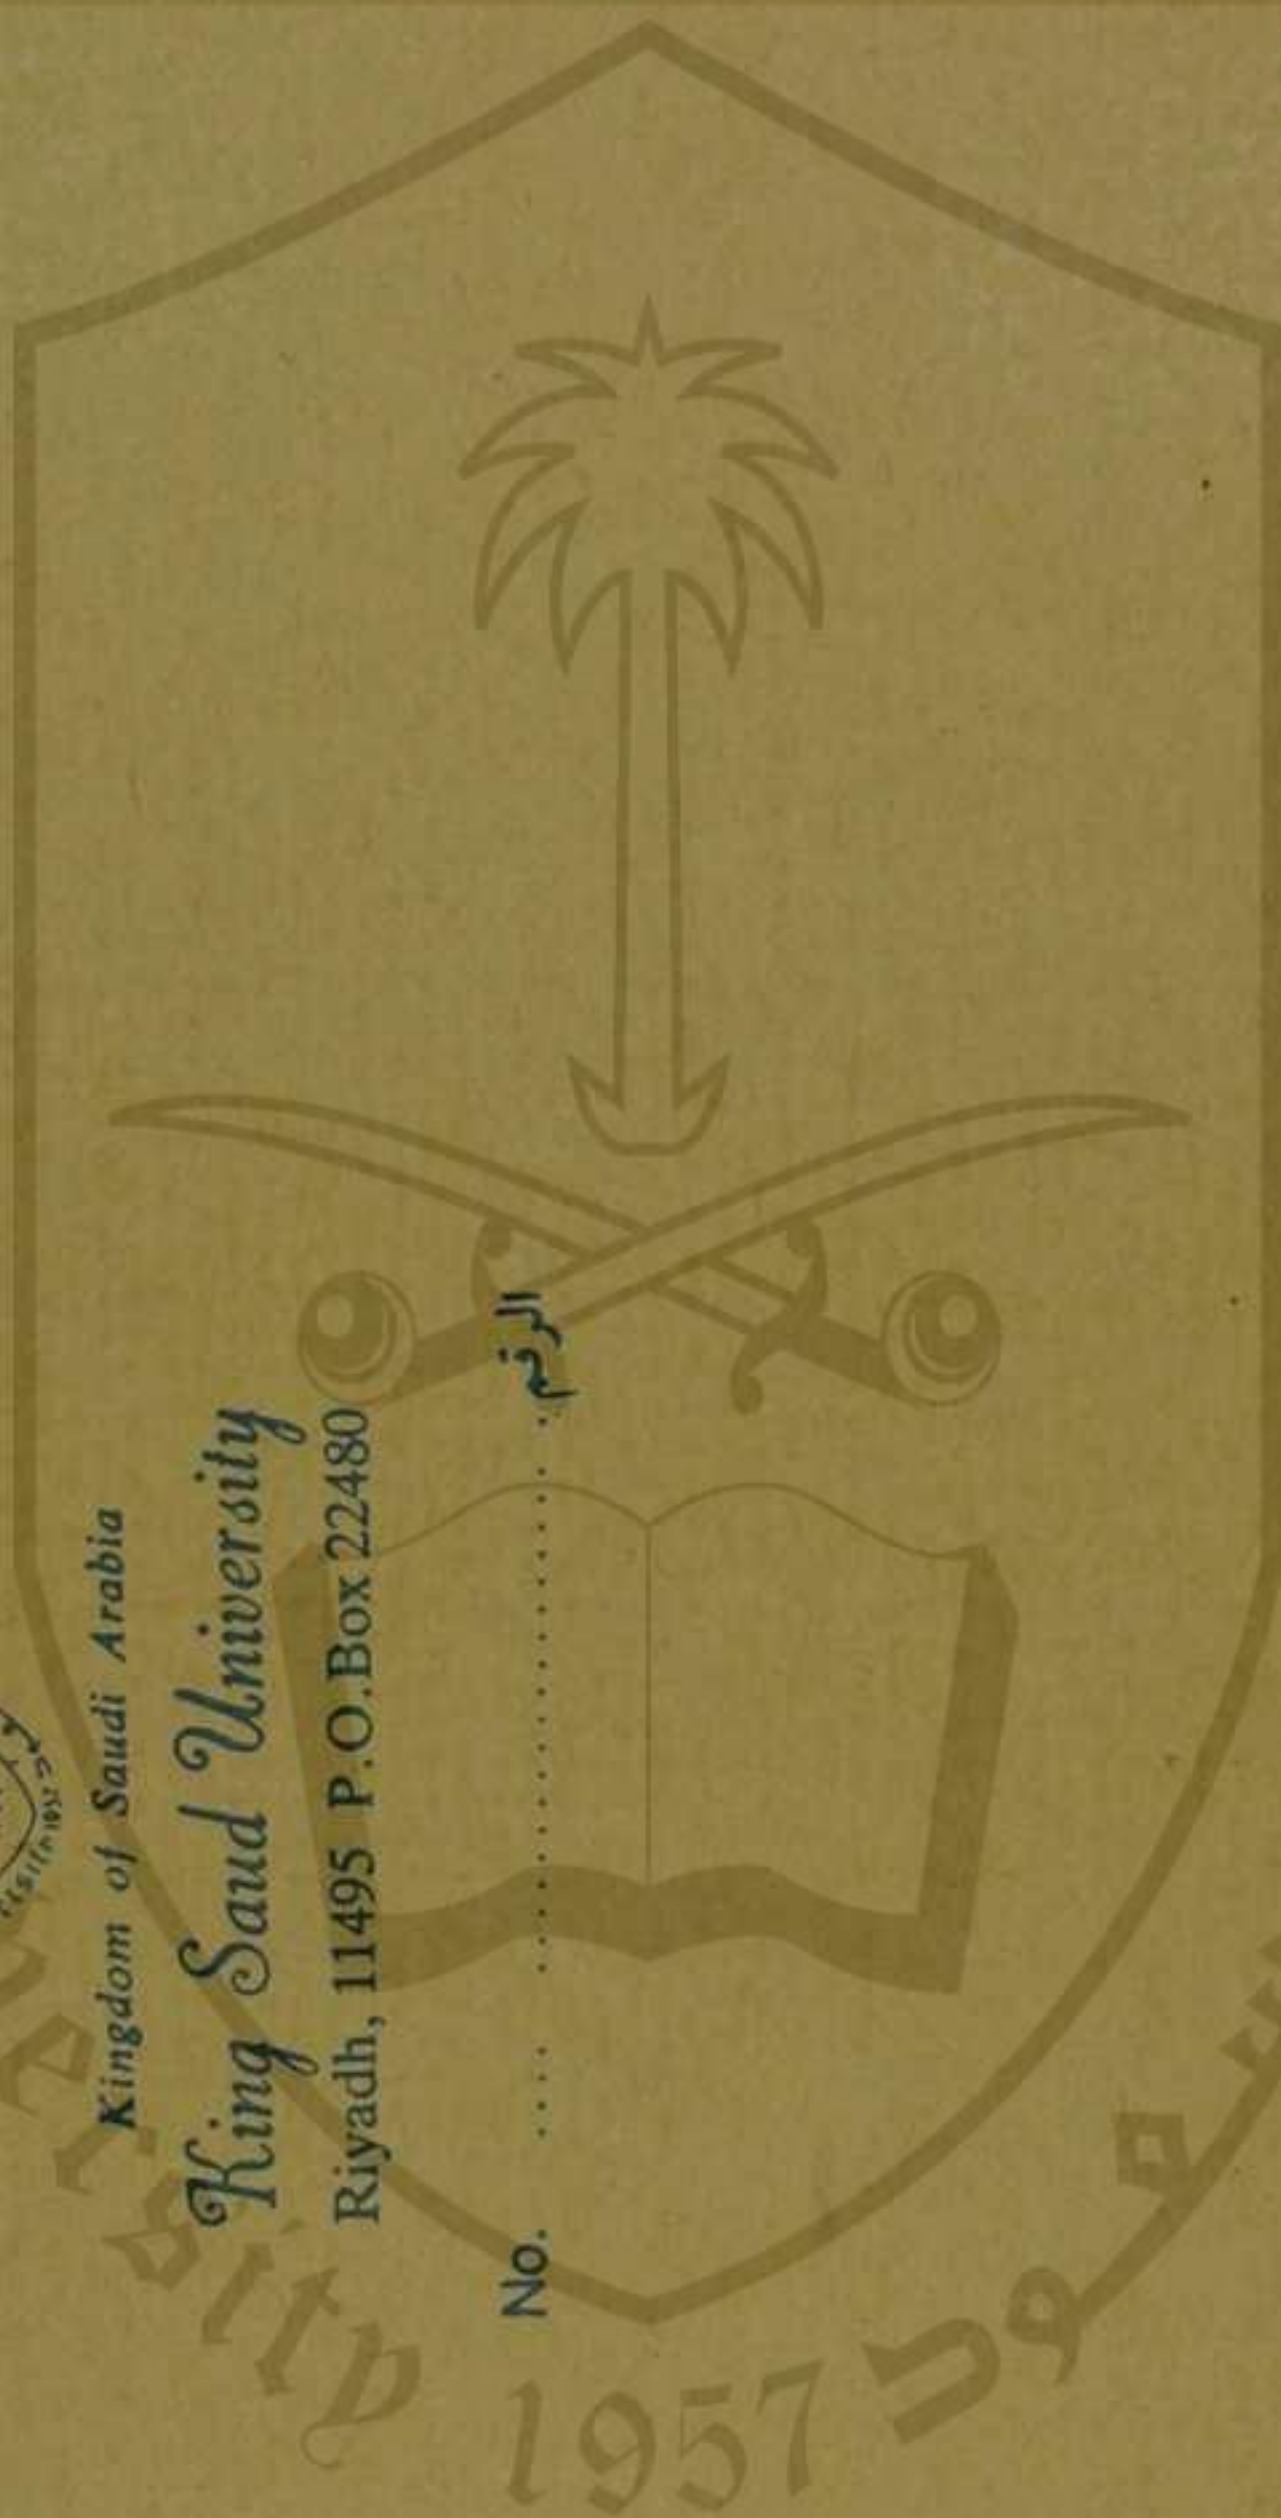 Kingdom of Saudi Arabia
King Saud University
Riyadh, 11495 P.O.Box 22480
No. .... .................... الرقم
1957